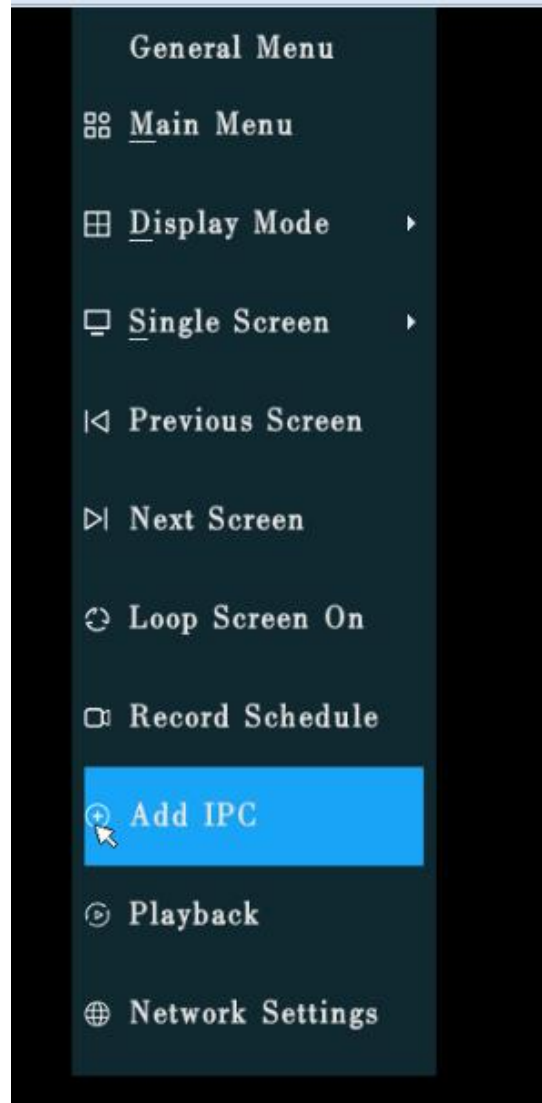 General Menu
Main Menu
Display Mode
Single Screen
Previous Screen
Next Screen
Loop Screen On
Record Schedule
Add IPC
Playback
Network Settings